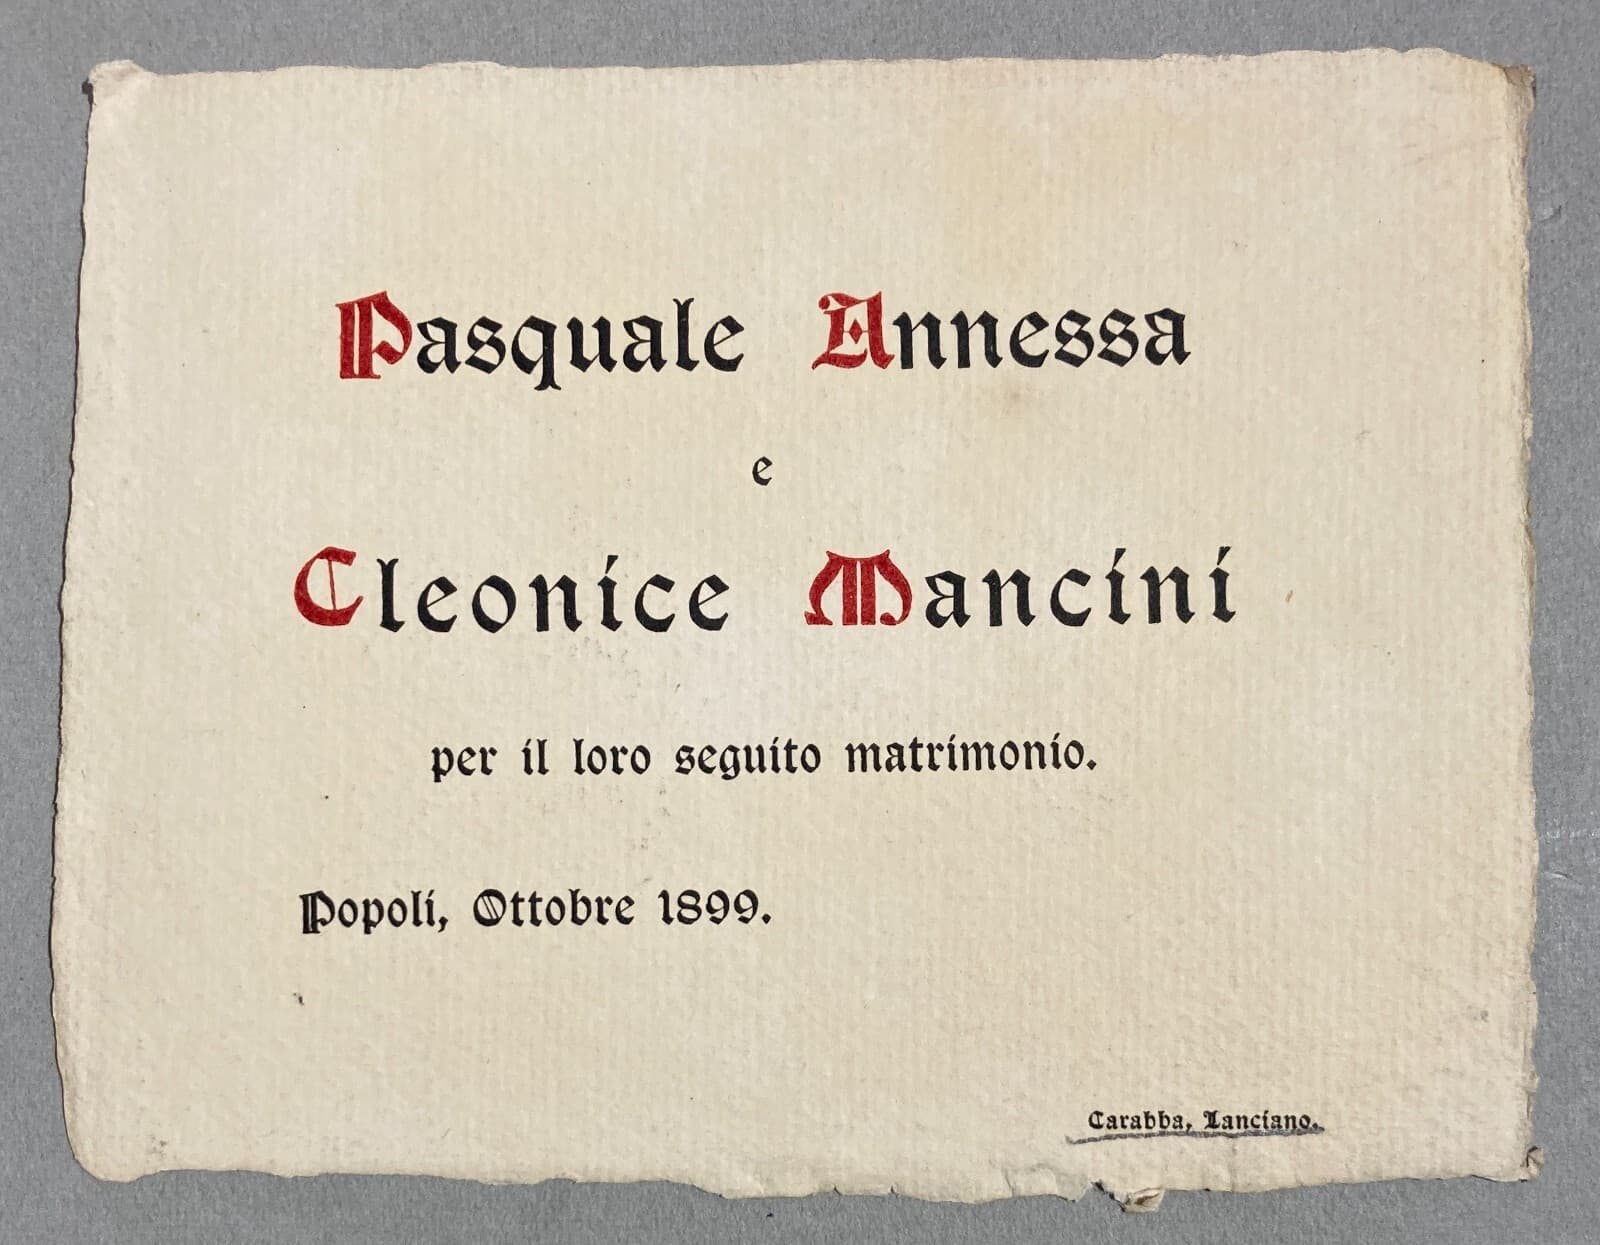 Pasquale Annessa
e
Cleonice Mancini
per il loro seguito matrimonio.
Popoli, Ottobre 1899.
Carabba, Lanciano.